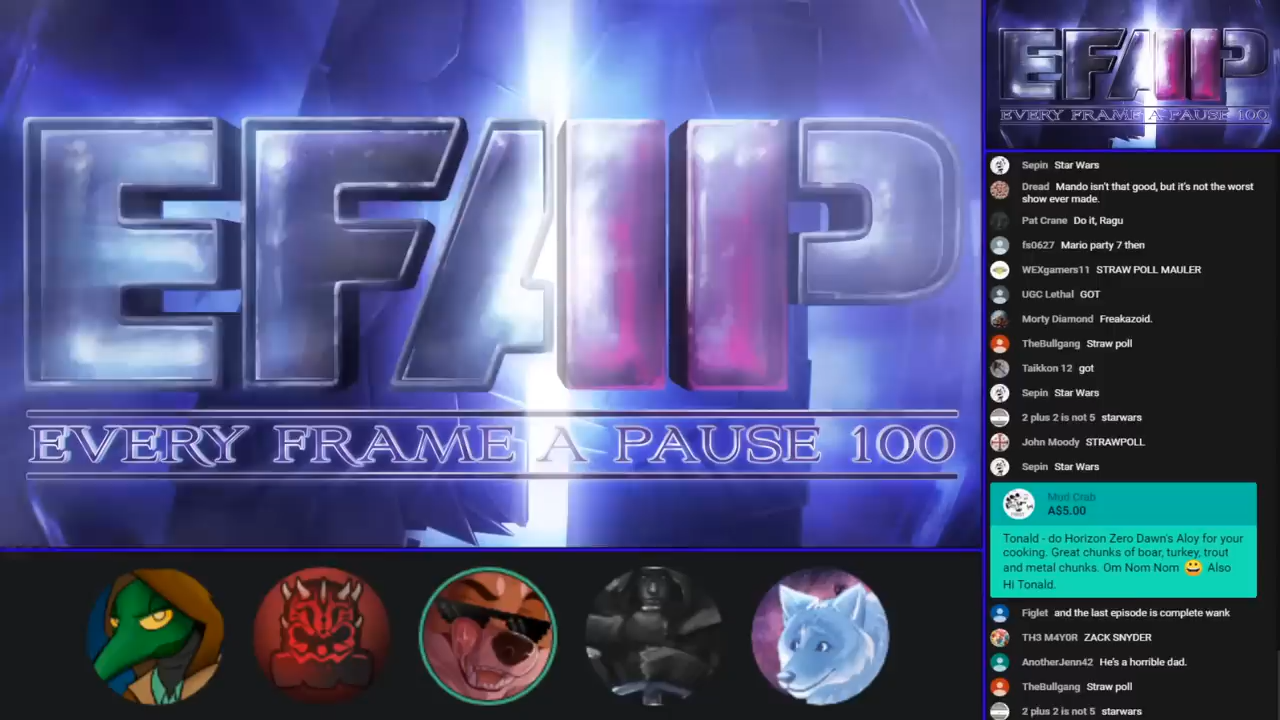 EFAP
EVERY FRAME A PAUSE 100
EFAP
EVERY FRAME A PAUSE 100
Sepin Star Wars
Dread Mando isn't that good, but it's not the worst
show ever made.
Pat Crane Do it, Ragu
fs0627 Mario party 7 then
WEXgamers11 STRAW POLL MAULER
UGC Lethal GOT
Morty Diamond Freakazoid.
TheBullgang Straw poll
Taikkon 12 got
Sepin Star Wars
2 plus 2 is not 5 starwars
John Moody STRAWPOLL
Sepin Star Wars
Mud Crab
A$5.00
Tonald - do Horizon Zero Dawn's Aloy for your
cooking. Great chunks of boar, turkey, trout
and metal chunks. Om Nom Nom 😀 Also
Hi Tonald.
Figlet and the last episode is complete wank
TH3 M4Y0R ZACK SNYDER
AnotherJenn42 He's a horrible dad.
TheBullgang Straw poll
2 plus 2 is not 5 starwars